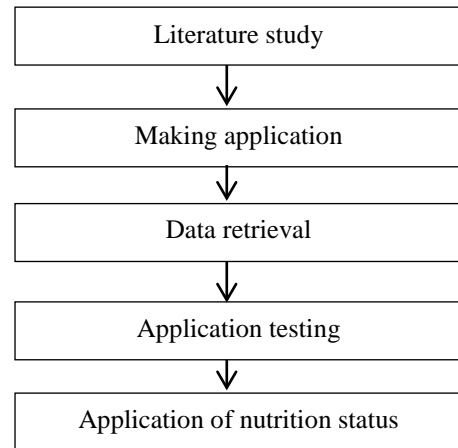 Literature study
Making application
Data retrieval
Application testing
Application of nutrition status